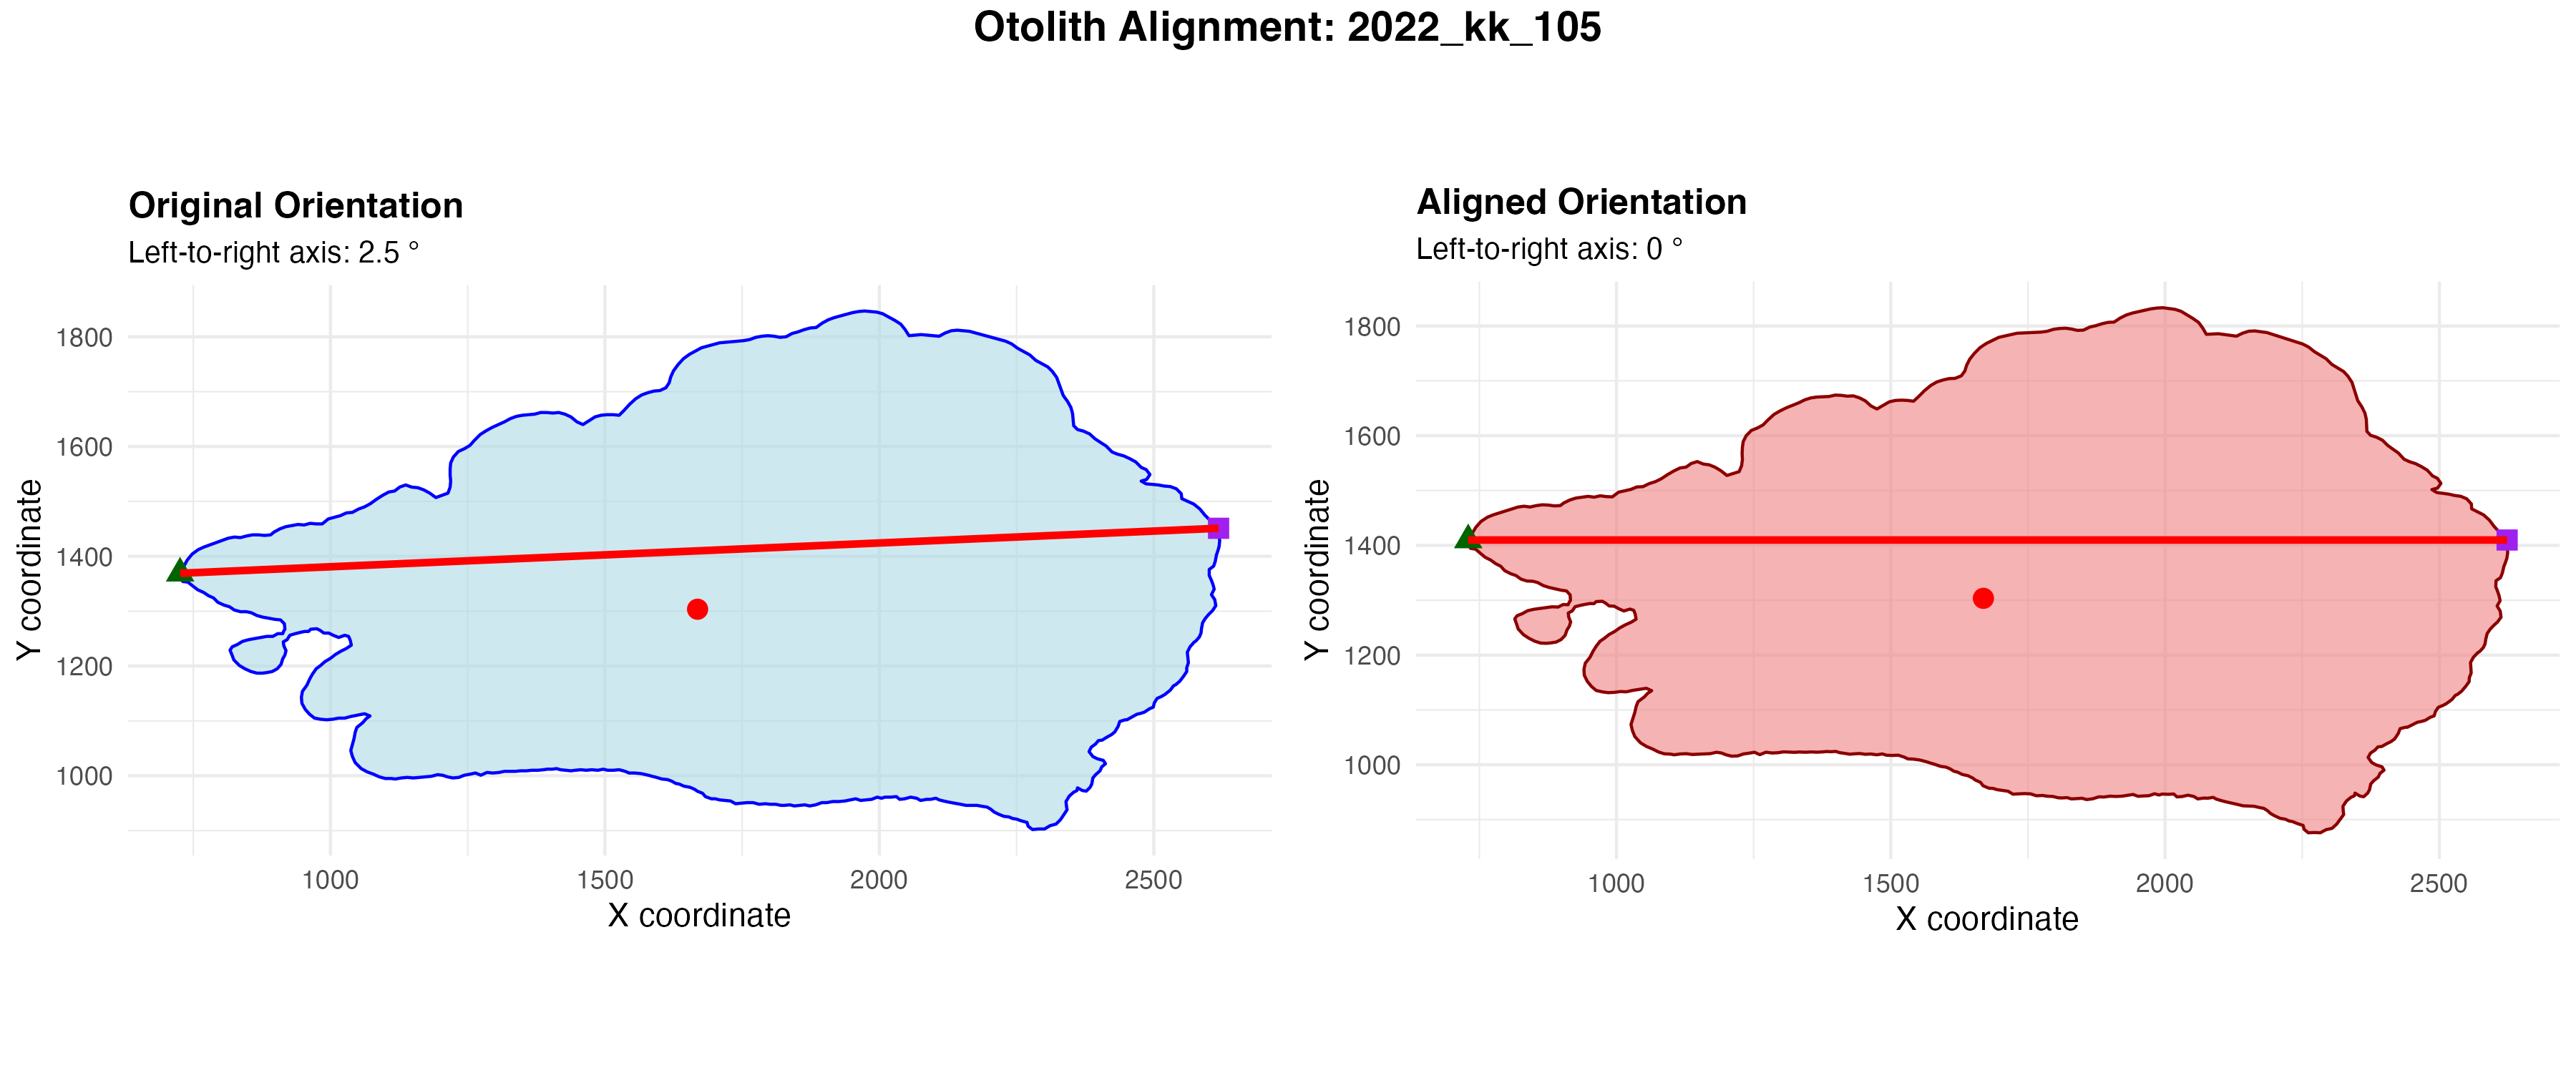 Otolith Alignment: 2022_kk_105
Original Orientation
Left-to-right axis: 2.5 °
1800
1600
1400
1200
1000
Y coordinate
1000 1500 2000 2500
X coordinate
Aligned Orientation
Left-to-right axis: 0 °
1800
1600
1400
1200
1000
Y coordinate
1000 1500 2000 2500
X coordinate